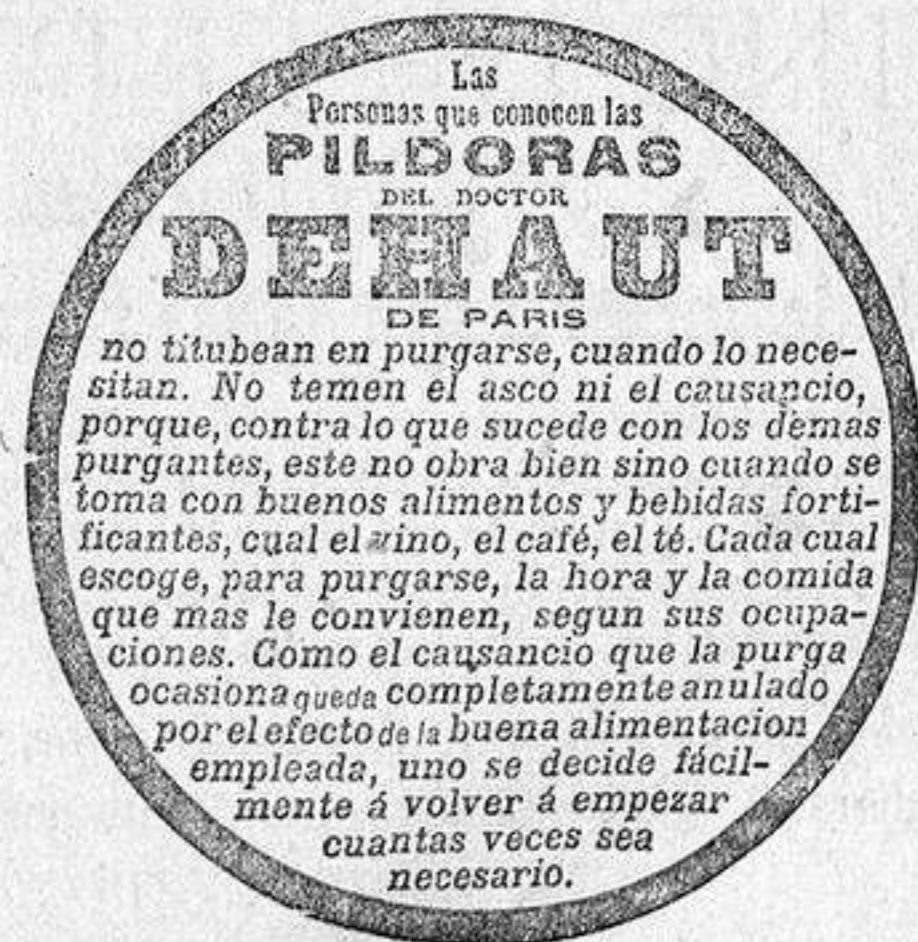 Las
Personas que conocen las
PILDORAS
DEL DOCTOR
DEHAUT
DE PARIS
no titubean en purgarse, cuando lo nece-
sitan. No temen el asco ni el causancio,
porque, contra lo que sucede con los demas
purgantes, este no obra bien sino cuando se
toma con buenos alimentos y bebidas forti-
ficantes, cual el vino, el café, el té. Cada cual
escoge, para purgarse, la hora y la comida
que mas le convienen, segun sus ocupa-
ciones. Como el causancio que la purga
ocasiona queda completamente anulado
por el efecto de la buena alimentacion
empleada, uno se decide fácil-
mente á volver á empezar
cuantas veces sea
necesario.